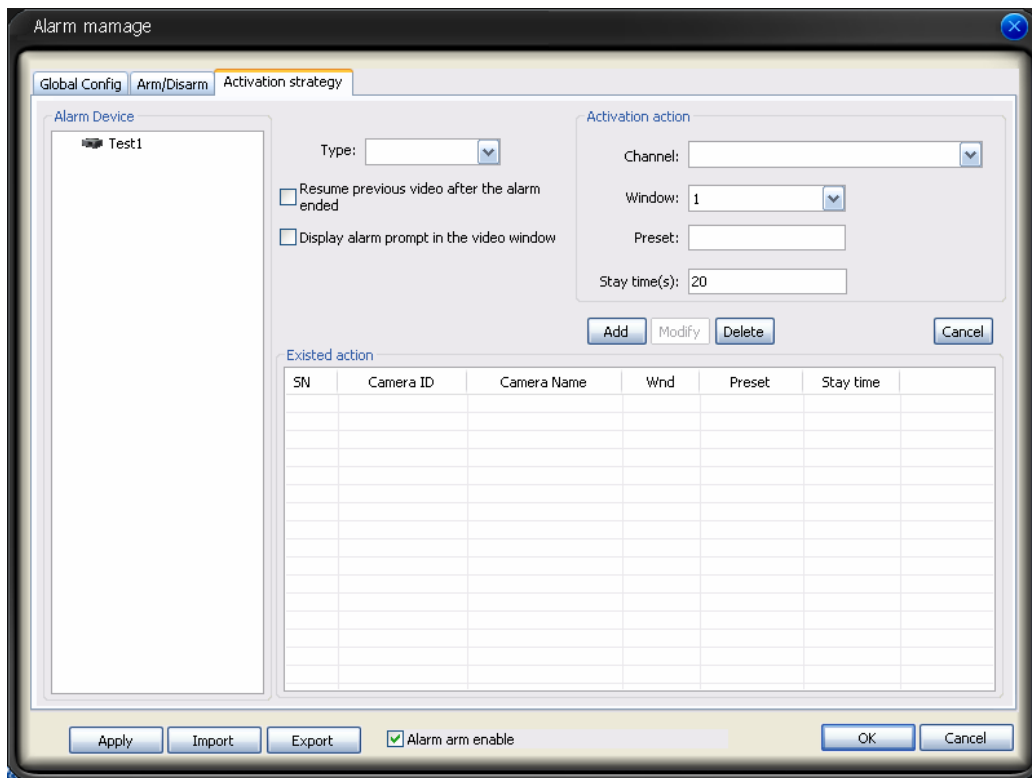 Alarm mamage
Global Config Arm/Disarm Activation strategy
Alarm Device
Test1
Type:
Resume previous video after the alarm
ended
Display alarm prompt in the video window
Activation action
Channel:
Window: 1
Preset:
Stay time(s): 20
Add Modify Delete Cancel
Existed action
SN Camera ID Camera Name Wnd Preset Stay time
Apply Import Export Alarm arm enable OK Cancel